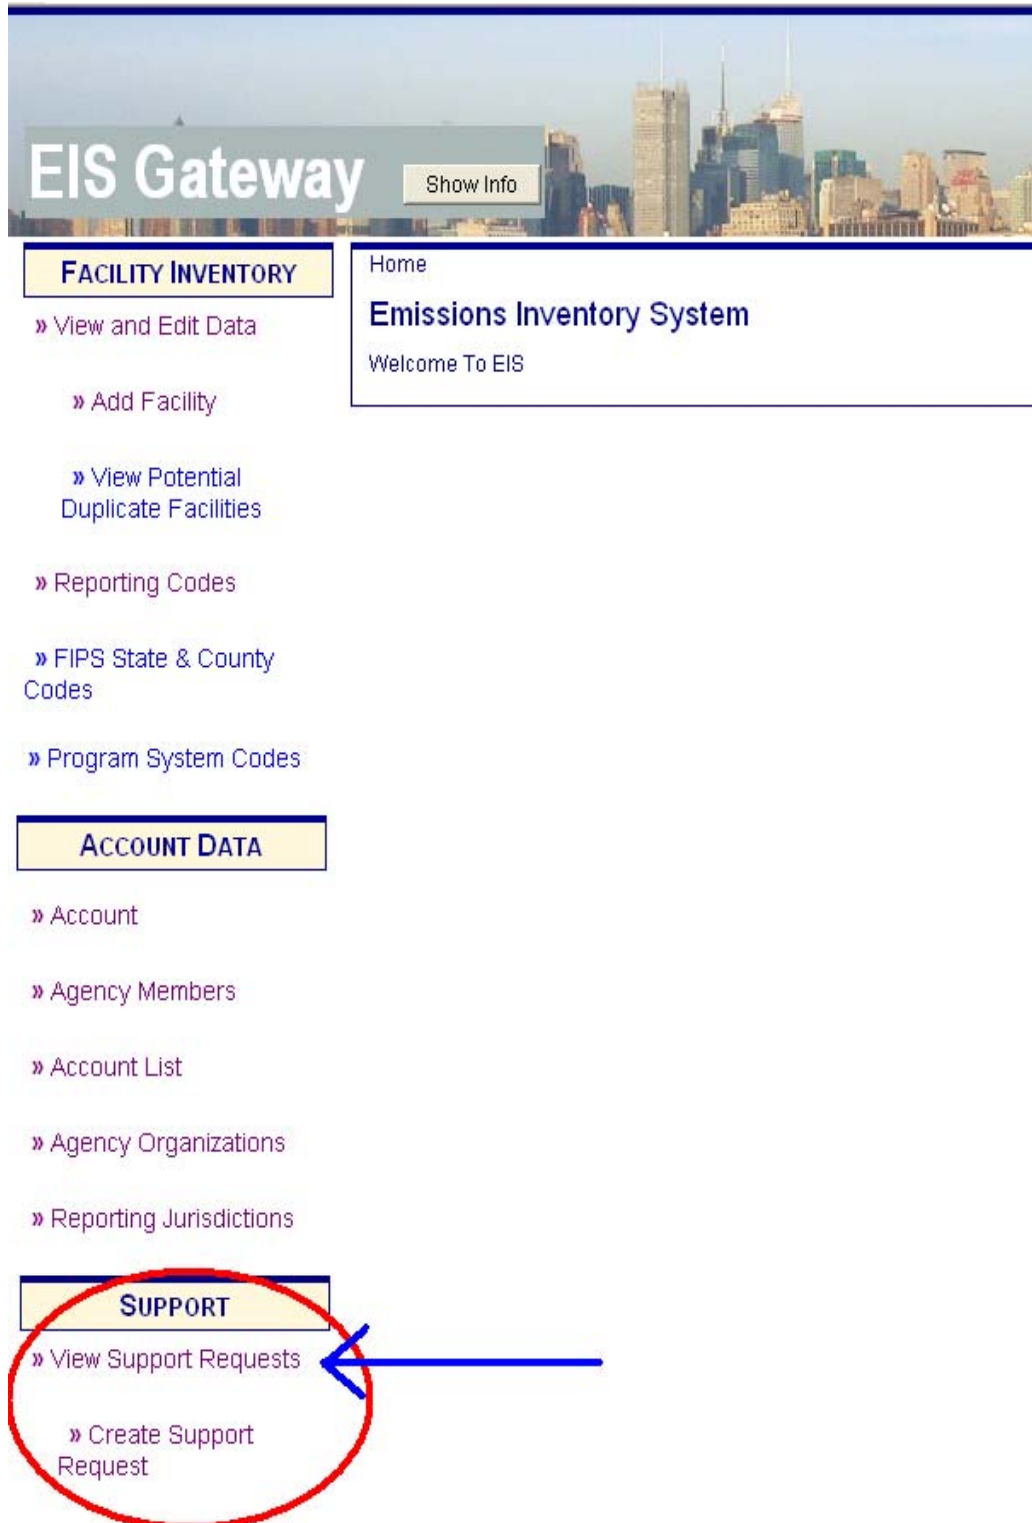 EIS Gateway
Show Info
FACILITY INVENTORY
» View and Edit Data
» Add Facility
» View Potential
Duplicate Facilities
» Reporting Codes
» FIPS State & County
Codes
» Program System Codes
ACCOUNT DATA
» Account
» Agency Members
» Account List
» Agency Organizations
» Reporting Jurisdictions
SUPPORT
» View Support Requests
» Create Support
Request
Home
Emissions Inventory System
Welcome To EIS